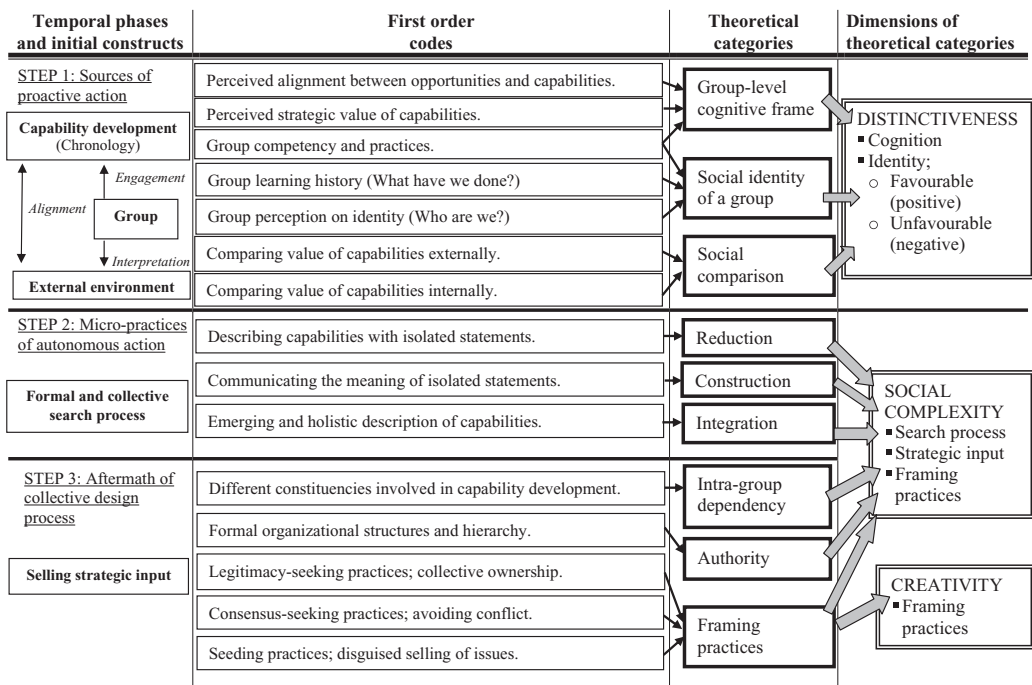 Temporal phases
and initial constructs
First order
codes
Theoretical
categories
Dimensions of
theoretical categories
STEP 1: Sources of
proactive action
Capability development
(Chronology)
Engagement
Alignment
Group
Interpretation
External environment
Perceived alignment between opportunities and capabilities.
Perceived strategic value of capabilities.
Group competency and practices.
Group learning history (What have we done?)
Group perception on identity (Who are we?)
Comparing value of capabilities externally.
Comparing value of capabilities internally.
Group-level
cognitive frame
Social identity
of a group
Social
comparison
DISTINCTIVENESS
▪ Cognition
▪ Identity;
○ Favourable
(positive)
○ Unfavourable
(negative)
STEP 2: Micro-practices
of autonomous action
Formal and collective
search process
Describing capabilities with isolated statements.
Communicating the meaning of isolated statements.
Emerging and holistic description of capabilities.
Reduction
Construction
Integration
SOCIAL
COMPLEXITY
▪ Search process
▪ Strategic input
▪ Framing
practices
STEP 3: Aftermath of
collective design
process
Selling strategic input
Different constituencies involved in capability development.
Formal organizational structures and hierarchy.
Legitimacy-seeking practices; collective ownership.
Consensus-seeking practices; avoiding conflict.
Seeding practices; disguised selling of issues.
Intra-group
dependency
Authority
Framing
practices
CREATIVITY
▪ Framing
practices